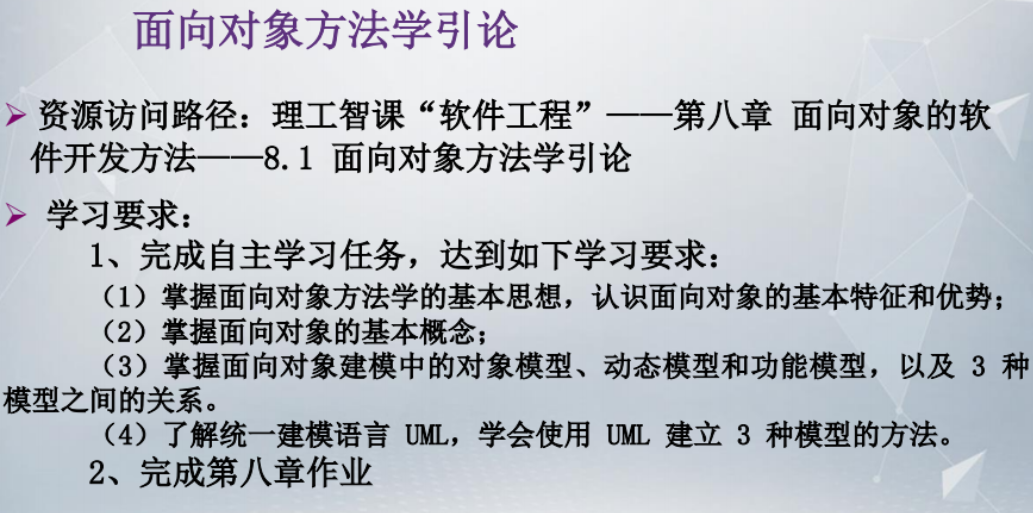 面向对象方法学引论
➢ 资源访问路径：理工智课“软件工程”——第八章 面向对象的软
件开发方法——8.1 面向对象方法学引论
➢ 学习要求：
1、完成自主学习任务，达到如下学习要求：
（1）掌握面向对象方法学的基本思想，认识面向对象的基本特征和优势；
（2）掌握面向对象的基本概念；
（3）掌握面向对象建模中的对象模型、动态模型和功能模型，以及 3 种
模型之间的关系。
（4）了解统一建模语言 UML，学会使用 UML 建立 3 种模型的方法。
2、完成第八章作业